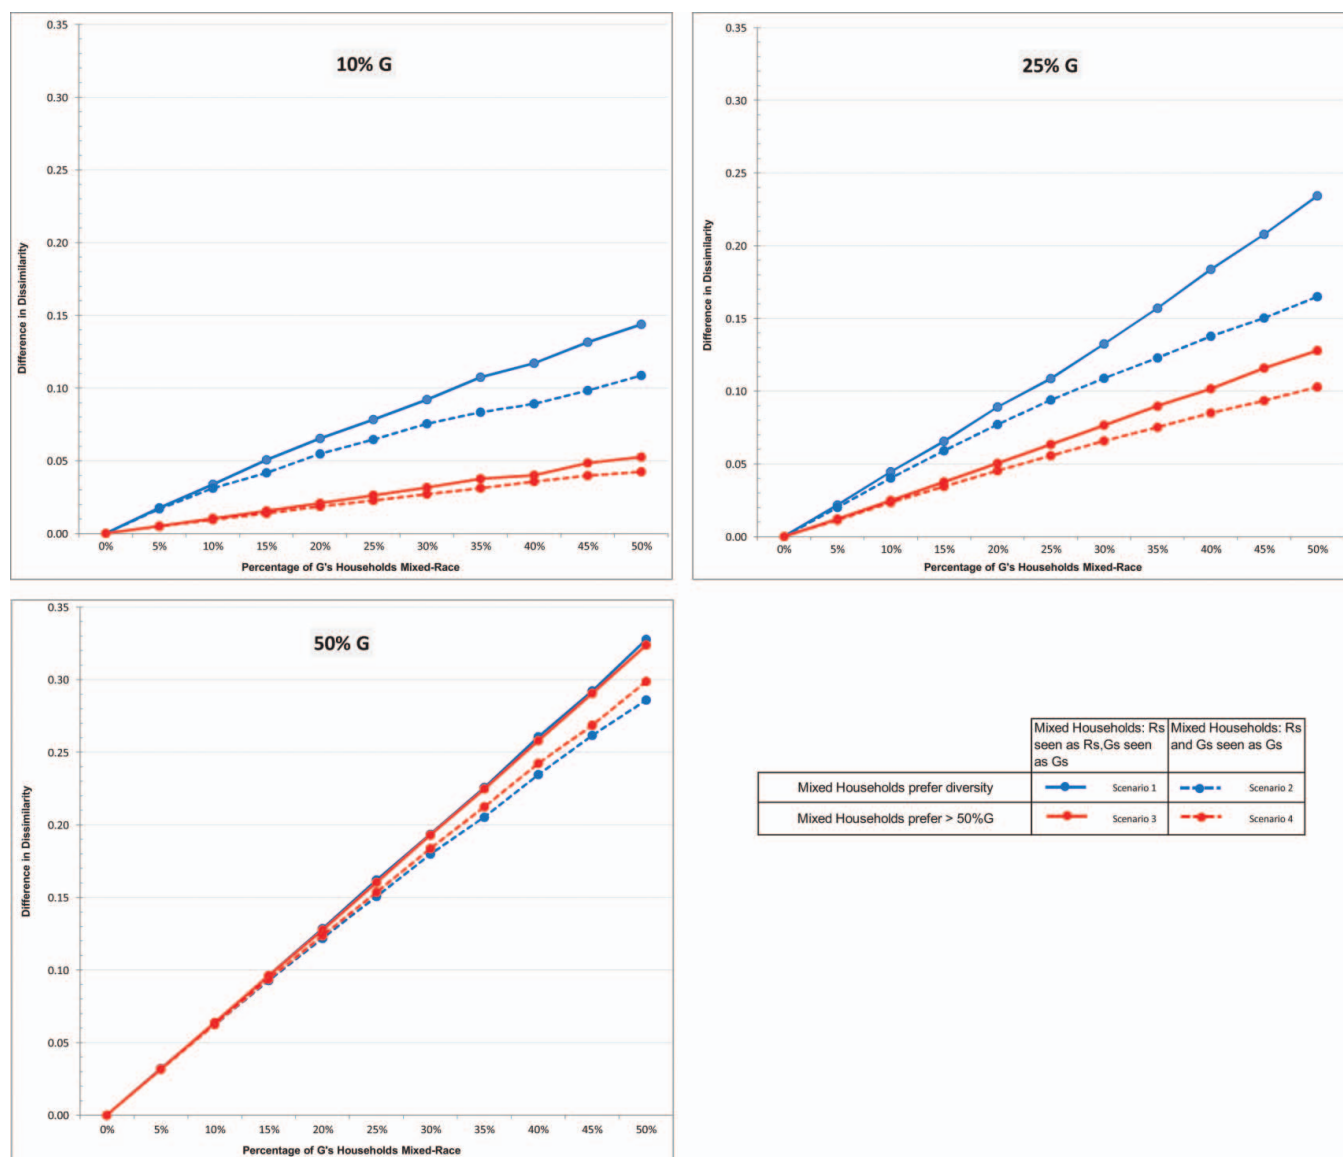 10% G
0.35
0.30
0.25
0.20
0.15
0.10
0.05
0.00
Difference in Dissimilarity
0% 5% 10% 15% 20% 25% 30% 35% 40% 45% 50%
Percentage of G's Households Mixed-Race
25% G
0.35
0.30
0.25
0.20
0.15
0.10
0.05
0.00
Difference in Dissimilarity
0% 5% 10% 15% 20% 25% 30% 35% 40% 45% 50%
Percentage of G's Households Mixed-Race
50% G
0.35
0.30
0.25
0.20
0.15
0.10
0.05
0.00
Difference in Dissimilarity
0% 5% 10% 15% 20% 25% 30% 35% 40% 45% 50%
Percentage of G's Households Mixed-Race
Mixed Households: Rs
seen as Rs,Gs seen
as Gs
Mixed Households: Rs
and Gs seen as Gs
Mixed Households prefer diversity
Scenario 1
Scenario 2
Mixed Households prefer > 50%G
Scenario 3
Scenario 4